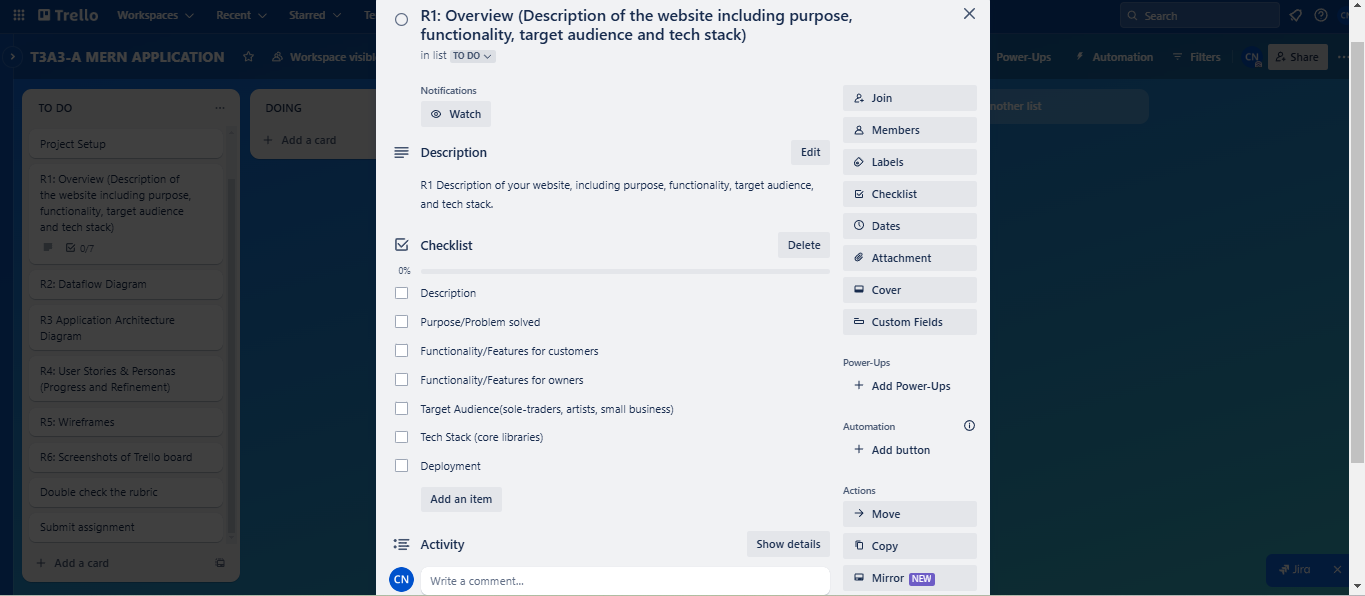 Trello
Workspaces
Recent
Starred
Te
Search
CN
T3A3-A MERN APPLICATION
Workspace visibl
Power-Ups
Automation
Filters
CN
Share
TO DO
Project Setup
R1: Overview (Description of
the website including purpose,
functionality, target audience
and tech stack)
0/7
R2: Dataflow Diagram
R3 Application Architecture
Diagram
R4: User Stories & Personas
(Progress and Refinement)
R5: Wireframes
R6: Screenshots of Trello board
Double check the rubric
Submit assignment
+ Add a card
DOING
+ Add a card
nother list
R1: Overview (Description of the website including purpose,
functionality, target audience and tech stack)
in list TO DO
Notifications
Watch
Description
Edit
R1 Description of your website, including purpose, functionality, target audience,
and tech stack.
Checklist
Delete
0%
Description
Purpose/Problem solved
Functionality/Features for customers
Functionality/Features for owners
Target Audience(sole-traders, artists, small business)
Tech Stack (core libraries)
Deployment
Add an item
Activity
Show details
CN
Write a comment...
Join
Members
Labels
Checklist
Dates
Attachment
Cover
Custom Fields
Power-Ups
+ Add Power-Ups
Automation
+ Add button
Actions
Move
Copy
Mirror NEW
Jira